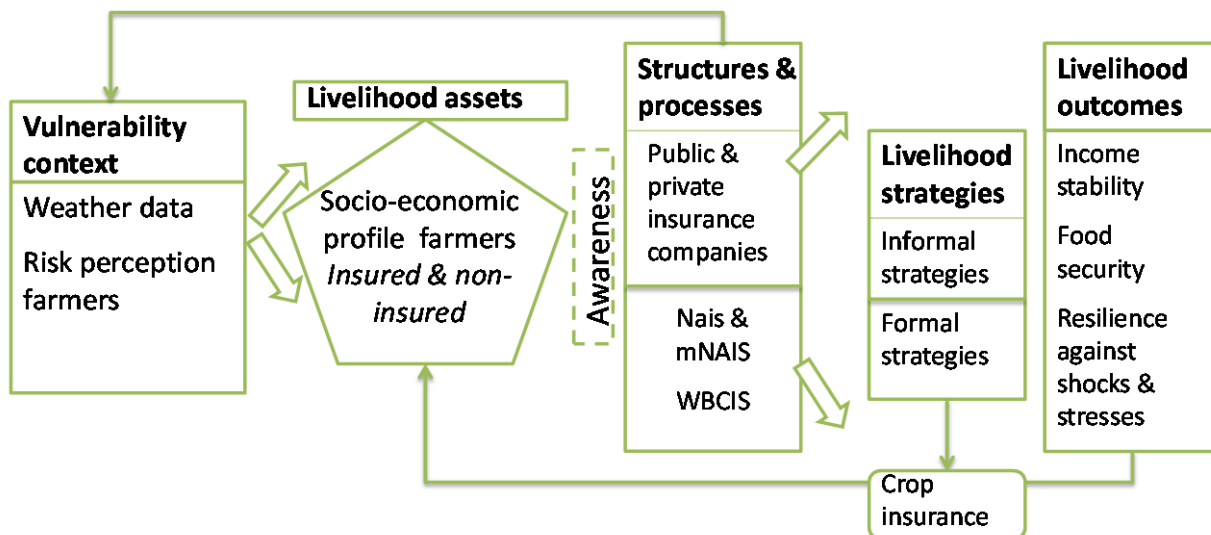 Vulnerability
context
Weather data
Risk perception
farmers
Livelihood assets
Socio-economic
profile farmers
Insured & non-
insured
Awareness
Structures &
processes
Public &
private
insurance
companies
Nais &
mNAIS
WBCIS
Livelihood
strategies
Informal
strategies
Formal
strategies
Crop
insurance
Livelihood
outcomes
Income
stability
Food
security
Resilience
against
shocks &
stresses